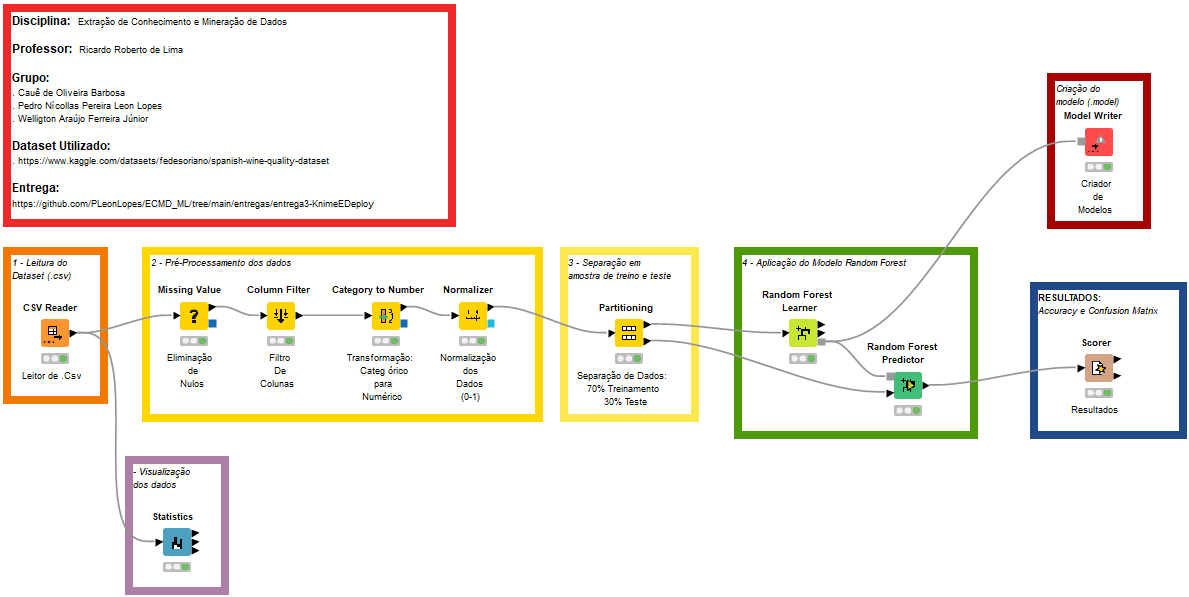 Disciplina: Extração de Conhecimento e Mineração de Dados
Professor: Ricardo Roberto de Lima
Grupo:
. Cauê de Oliveira Barbosa
. Pedro Nícollas Pereira Leon Lopes
. Welligton Araújo Ferreira Júnior
Dataset Utilizado:
. https://www.kaggle.com/datasets/fedesoriano/spanish-wine-quality-dataset
Entrega:
https://github.com/PLeonLopes/ECMD_ML/tree/main/entregas/entrega3-KnimeEDeploy
Criação do
modelo (.model)
Model Writer
Criador
de
Modelos
1 - Leitura do
Dataset (.csv)
CSV Reader
Leitor de .Csv
2 - Pré-Processamento dos dados
Missing Value
Eliminação
de
Nulos
Column Filter
Filtro
De
Colunas
Category to Number
Transformação:
Categ órico
para
Numérico
Normalizer
Normalização
dos
Dados
(0-1)
3 - Separação em
amostra de treino e teste
Partitioning
Separação de Dados:
70% Treinamento
30% Teste
4 - Aplicação do Modelo Random Forest
Random Forest
Learner
Random Forest
Predictor
RESULTADOS:
Accuracy e Confusion Matrix
Scorer
Resultados
- Visualização
dos dados
Statistics